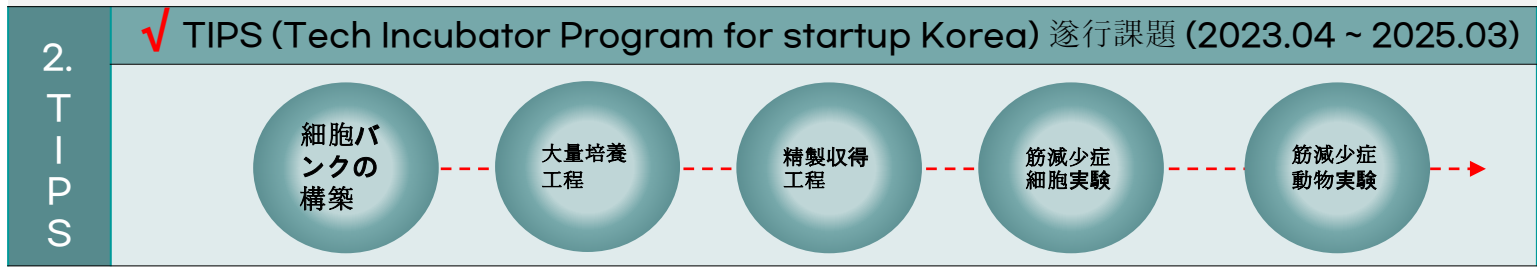 2.
T
I
P
S
√ TIPS (Tech Incubator Program for startup Korea) 遂行課題 (2023.04 ~ 2025.03)
細胞バ
ンクの
構築
大量培養
工程
精製収得
工程
筋減少症
細胞実験
筋減少症
動物実験